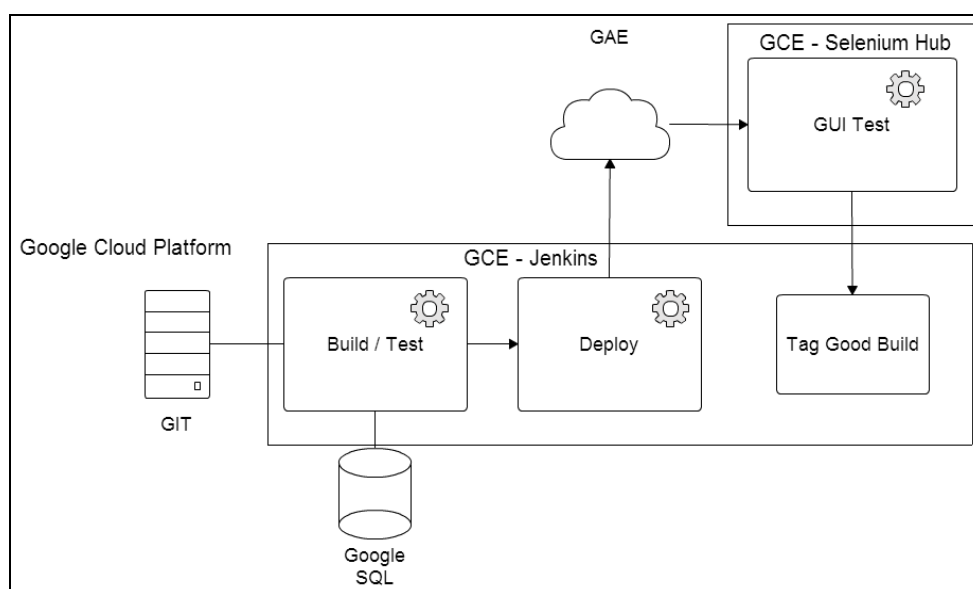 GAE
GCE - Selenium Hub
GUI Test
Google Cloud Platform
GCE - Jenkins
Build / Test
Deploy
Tag Good Build
GIT
Google
SQL